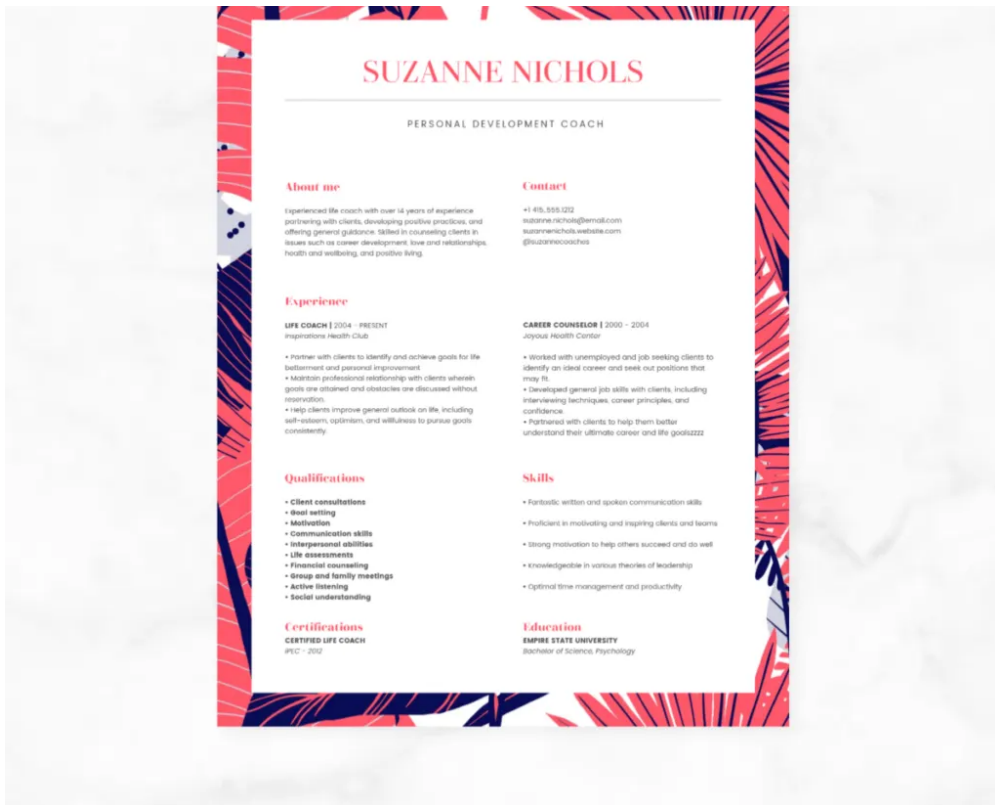 SUZANNE NICHOLS
PERSONAL DEVELOPMENT COACH
About me
Experienced life coach with over 14 years of experience
partnering with clients, developing positive practices, and
offering general guidance. Skilled in counseling clients in
issues such as career development, love and relationships,
health and wellbeing, and positive living.
Contact
+1 415.555.1212
suzanne.nichols@email.com
suzannenichols.website.com
@suzannecoaches
Experience
LIFE COACH | 2004 - PRESENT
Inspirations Health Club
• Partner with clients to identify and achieve goals for life
betterment and personal improvement
• Maintain professional relationship with clients wherein
goals are attained and obstacles are discussed without
reservation.
• Help clients improve general outlook on life, including
self-esteem, optimism, and willfulness to pursue goals
consistently.
CAREER COUNSELOR | 2000 - 2004
Joyous Health Center
• Worked with unemployed and job seeking clients to
identify an ideal career and seek out positions that
may fit.
• Developed general job skills with clients, including
interviewing techniques, career principles, and
confidence.
• Partnered with clients to help them better
understand their ultimate career and life goalszzzz
Qualifications
• Client consultations
• Goal setting
• Motivation
• Communication skills
• Interpersonal abilities
• Life assessments
• Financial counseling
• Group and family meetings
• Active listening
• Social understanding
Skills
• Fantastic written and spoken communication skills
• Proficient in motivating and inspiring clients and teams
• Strong motivation to help others succeed and do well
• Knowledgeable in various theories of leadership
• Optimal time management and productivity
Certifications
CERTIFIED LIFE COACH
iPEC - 2012
Education
EMPIRE STATE UNIVERSITY
Bachelor of Science, Psychology